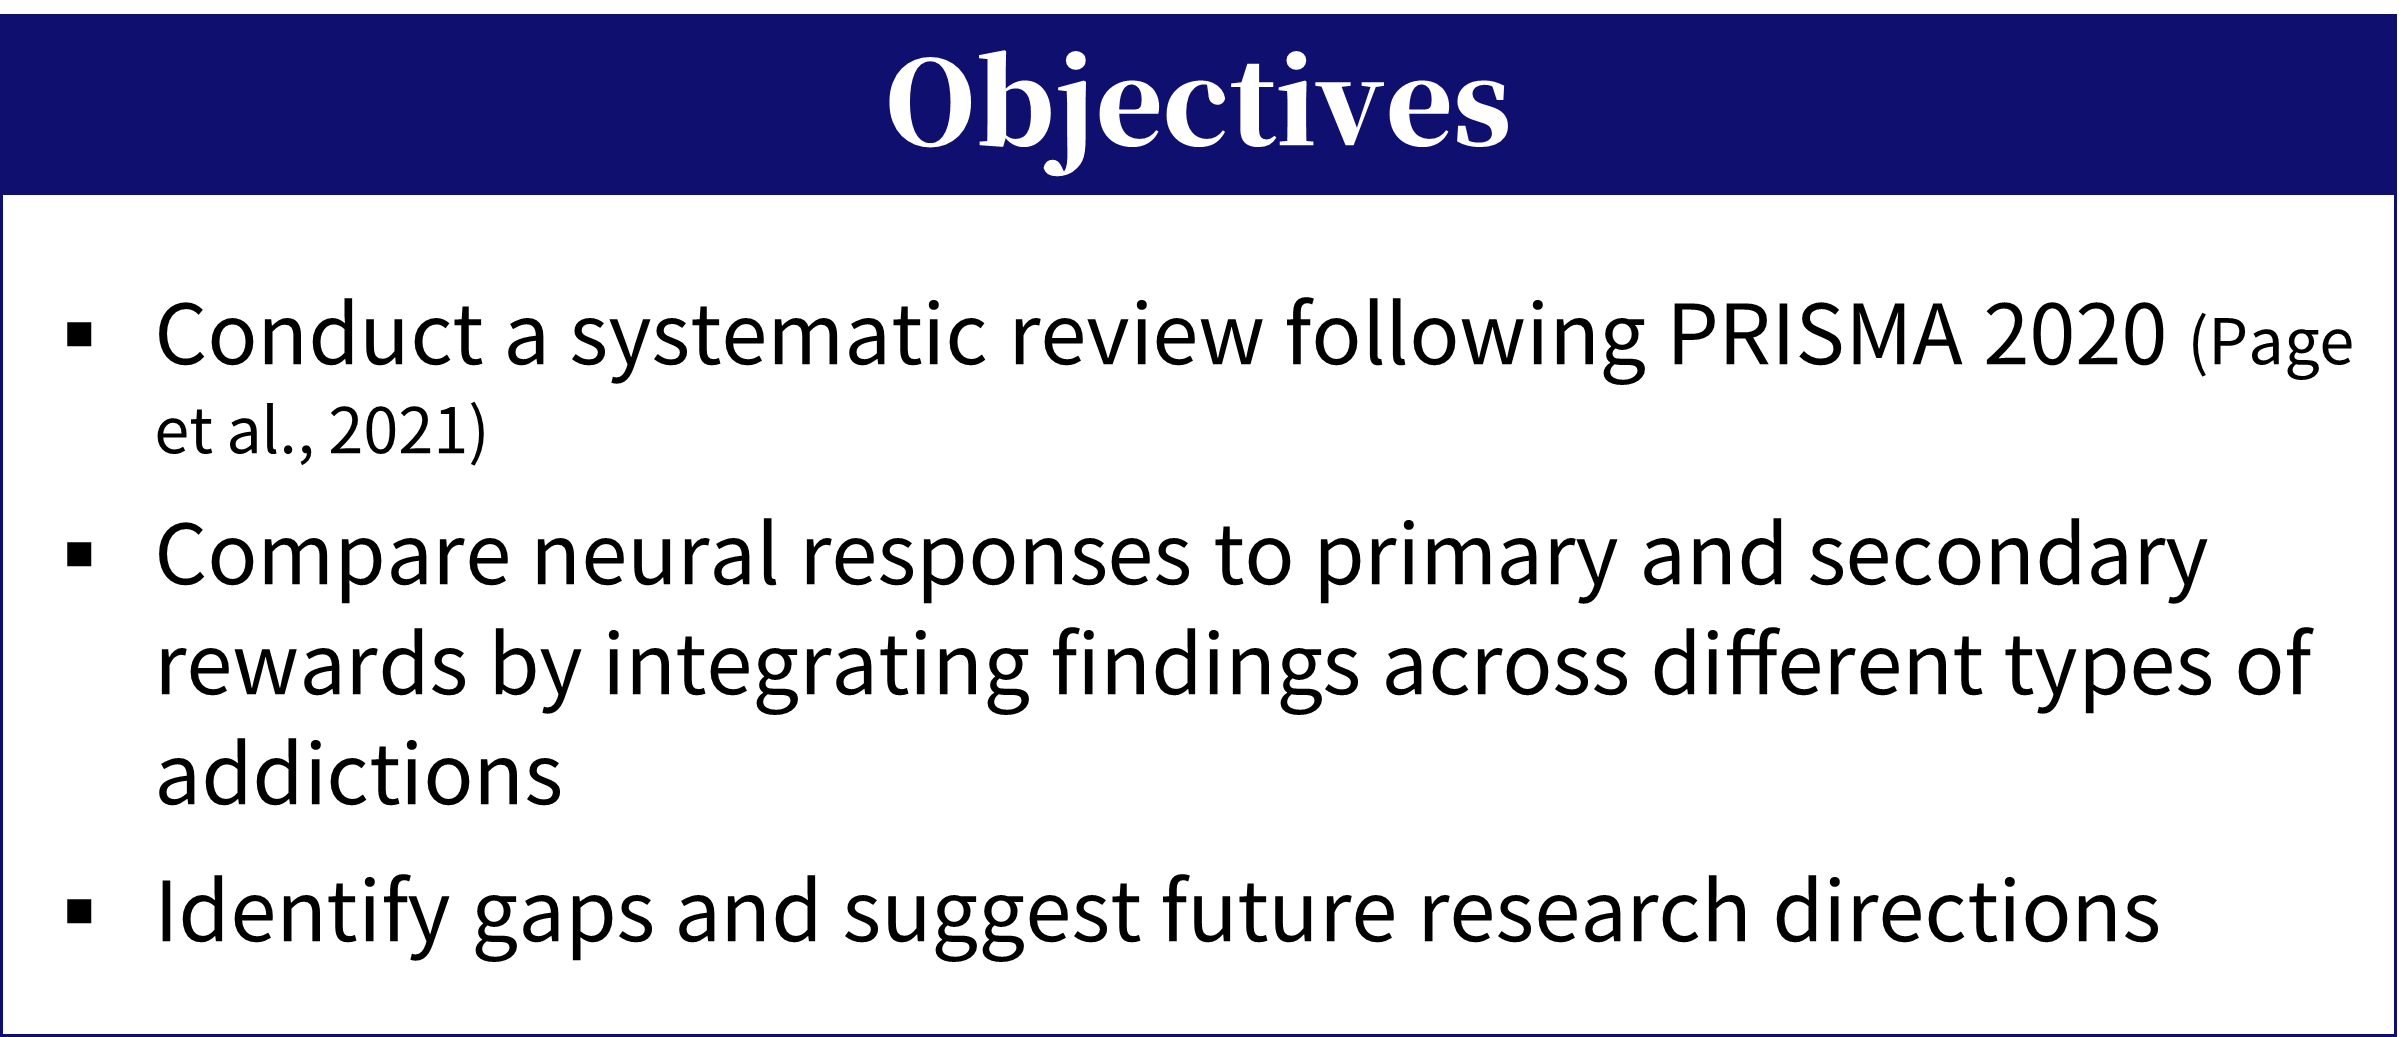 Objectives
▪ Conduct a systematic review following PRISMA 2020 (Page
et al., 2021)
▪ Compare neural responses to primary and secondary
rewards by integrating findings across different types of
addictions
▪ Identify gaps and suggest future research directions